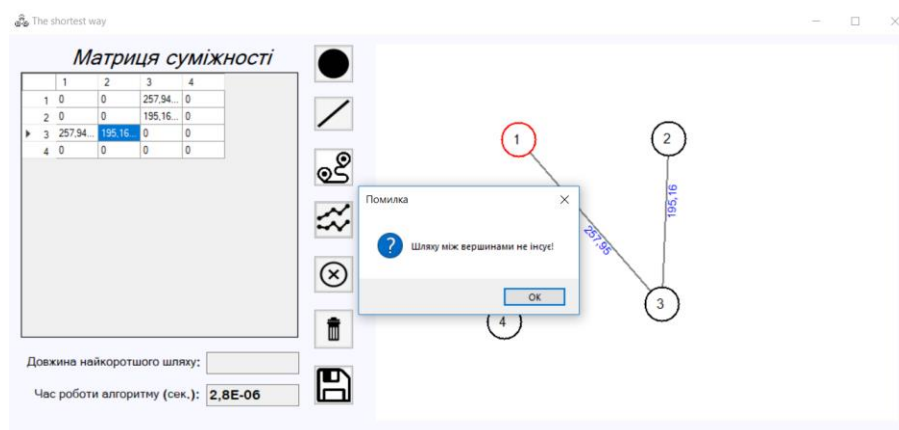 The shortest way
Матриця суміжності
1 2 3 4
1 0 0 257,94... 0
2 0 0 195,16... 0
3 257,94... 195,16... 0 0
4 0 0 0 0
1
2
195,16
257,95
3
4
Помилка
Шляху між вершинами не інсує!
OK
Довжина найкоротшого шляху:
Час роботи алгоритму (сек.): 2,8E-06